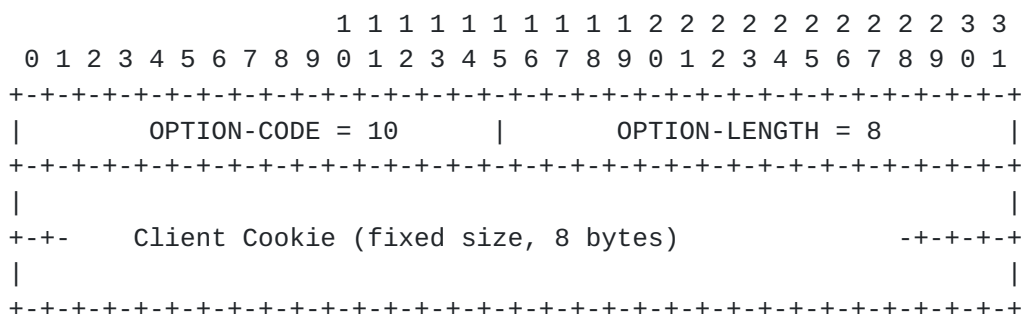 1 1 1 1 1 1 1 1 1 1 2 2 2 2 2 2 2 2 2 2 3 3
 0 1 2 3 4 5 6 7 8 9 0 1 2 3 4 5 6 7 8 9 0 1 2 3 4 5 6 7 8 9 0 1
+-+-+-+-+-+-+-+-+-+-+-+-+-+-+-+-+-+-+-+-+-+-+-+-+-+-+-+-+-+-+-+-+
|        OPTION-CODE = 10      |       OPTION-LENGTH = 8        |
+-+-+-+-+-+-+-+-+-+-+-+-+-+-+-+-+-+-+-+-+-+-+-+-+-+-+-+-+-+-+-+-+
|                                                               |
+-+-    Client Cookie (fixed size, 8 bytes)              -+-+-+-+
|                                                               |
+-+-+-+-+-+-+-+-+-+-+-+-+-+-+-+-+-+-+-+-+-+-+-+-+-+-+-+-+-+-+-+-+